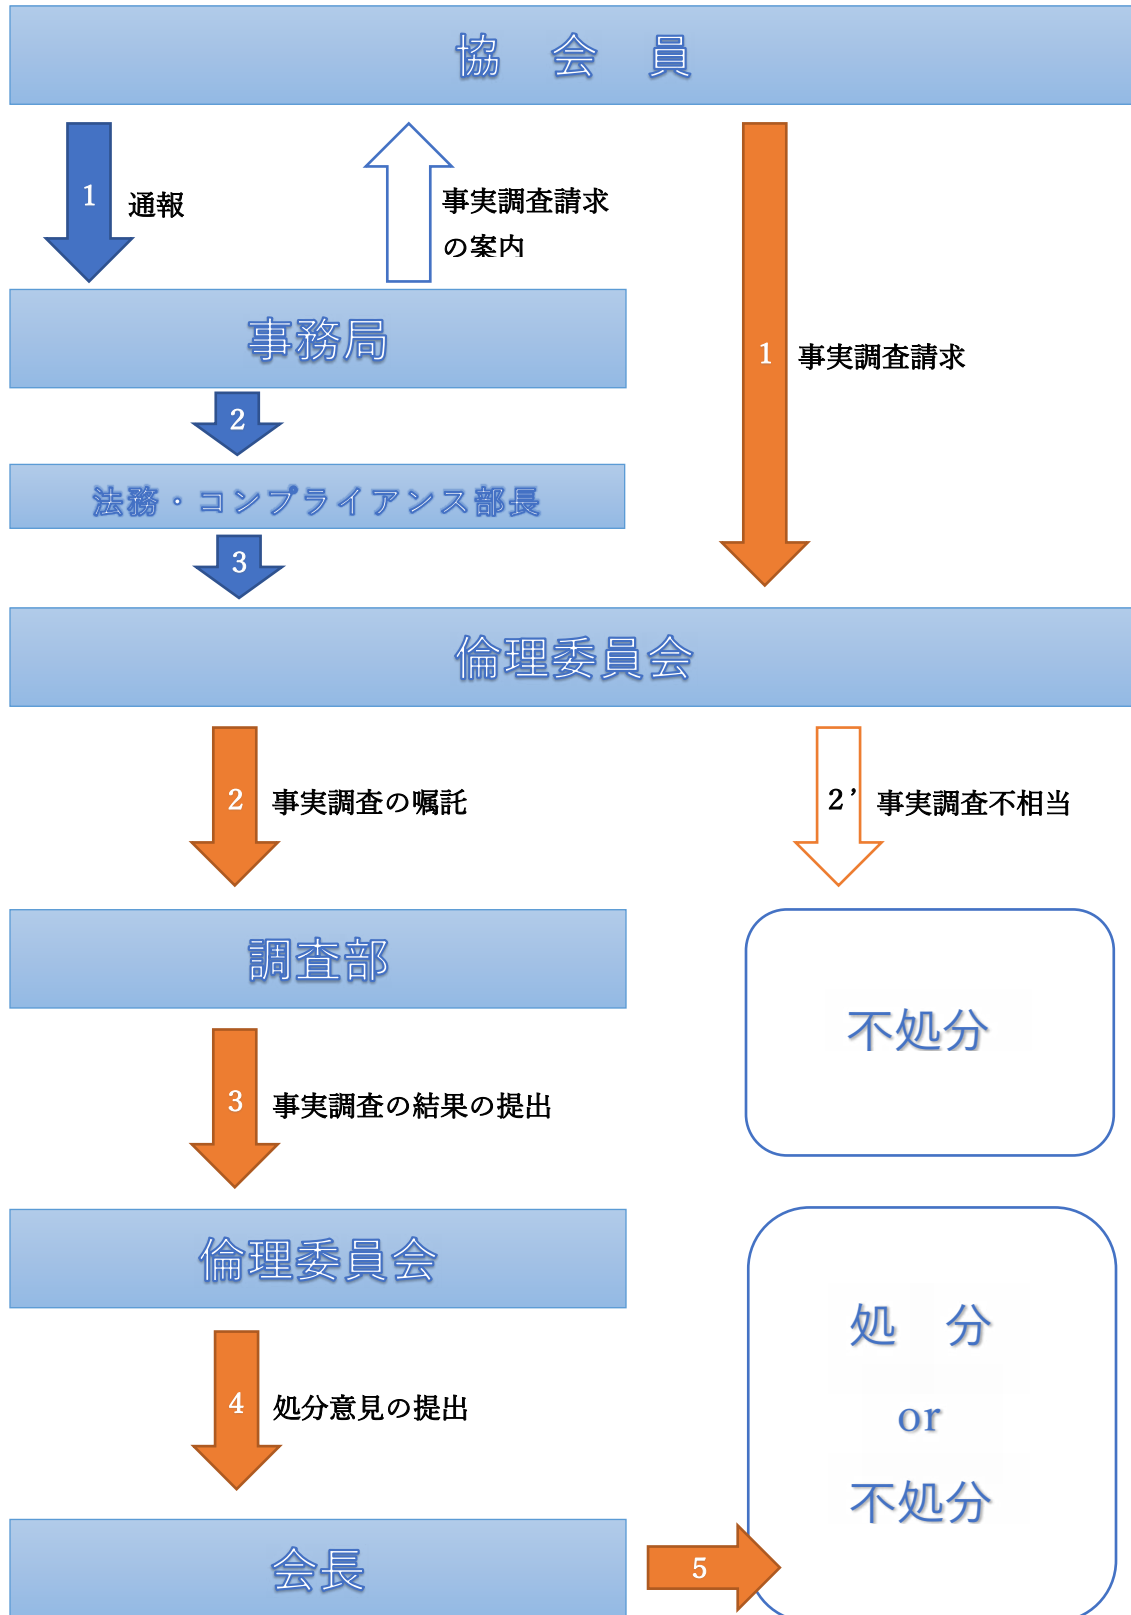 協　会　員
1
通報
事実調査請求
の案内
1
事実調査請求
事務局
2
法務・コンプライアンス部長
3
倫理委員会
2
事実調査の嘱託
2’
事実調査不相当
調査部
不処分
3
事実調査の結果の提出
倫理委員会
処　分
or
不処分
4
処分意見の提出
会長
5